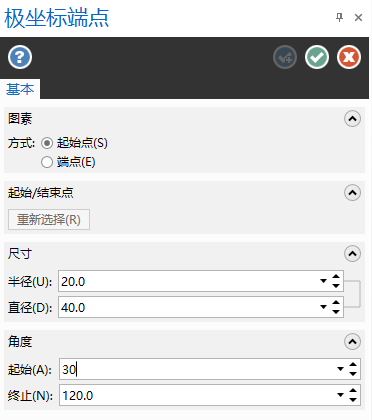 极坐标端点
基本
图素
方式: 起始点(S)
端点(E)
起始/结束点
重新选择(R)
尺寸
半径(U): 20.0
直径(D): 40.0
角度
起始(A): 30
终止(N): 120.0